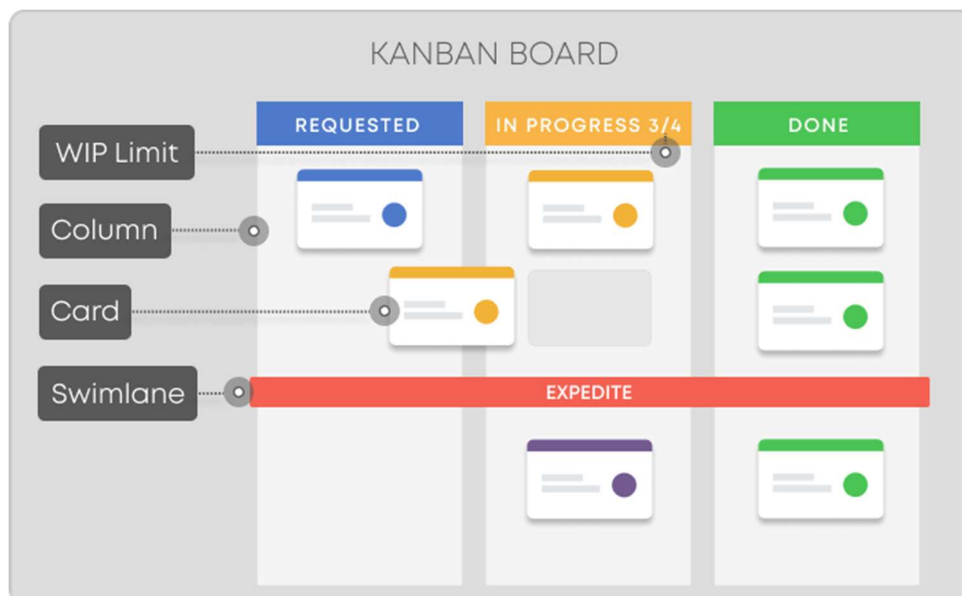 KANBAN BOARD
REQUESTED
IN PROGRESS 3/4
DONE
WIP Limit
Column
Card
Swimlane
EXPEDITE